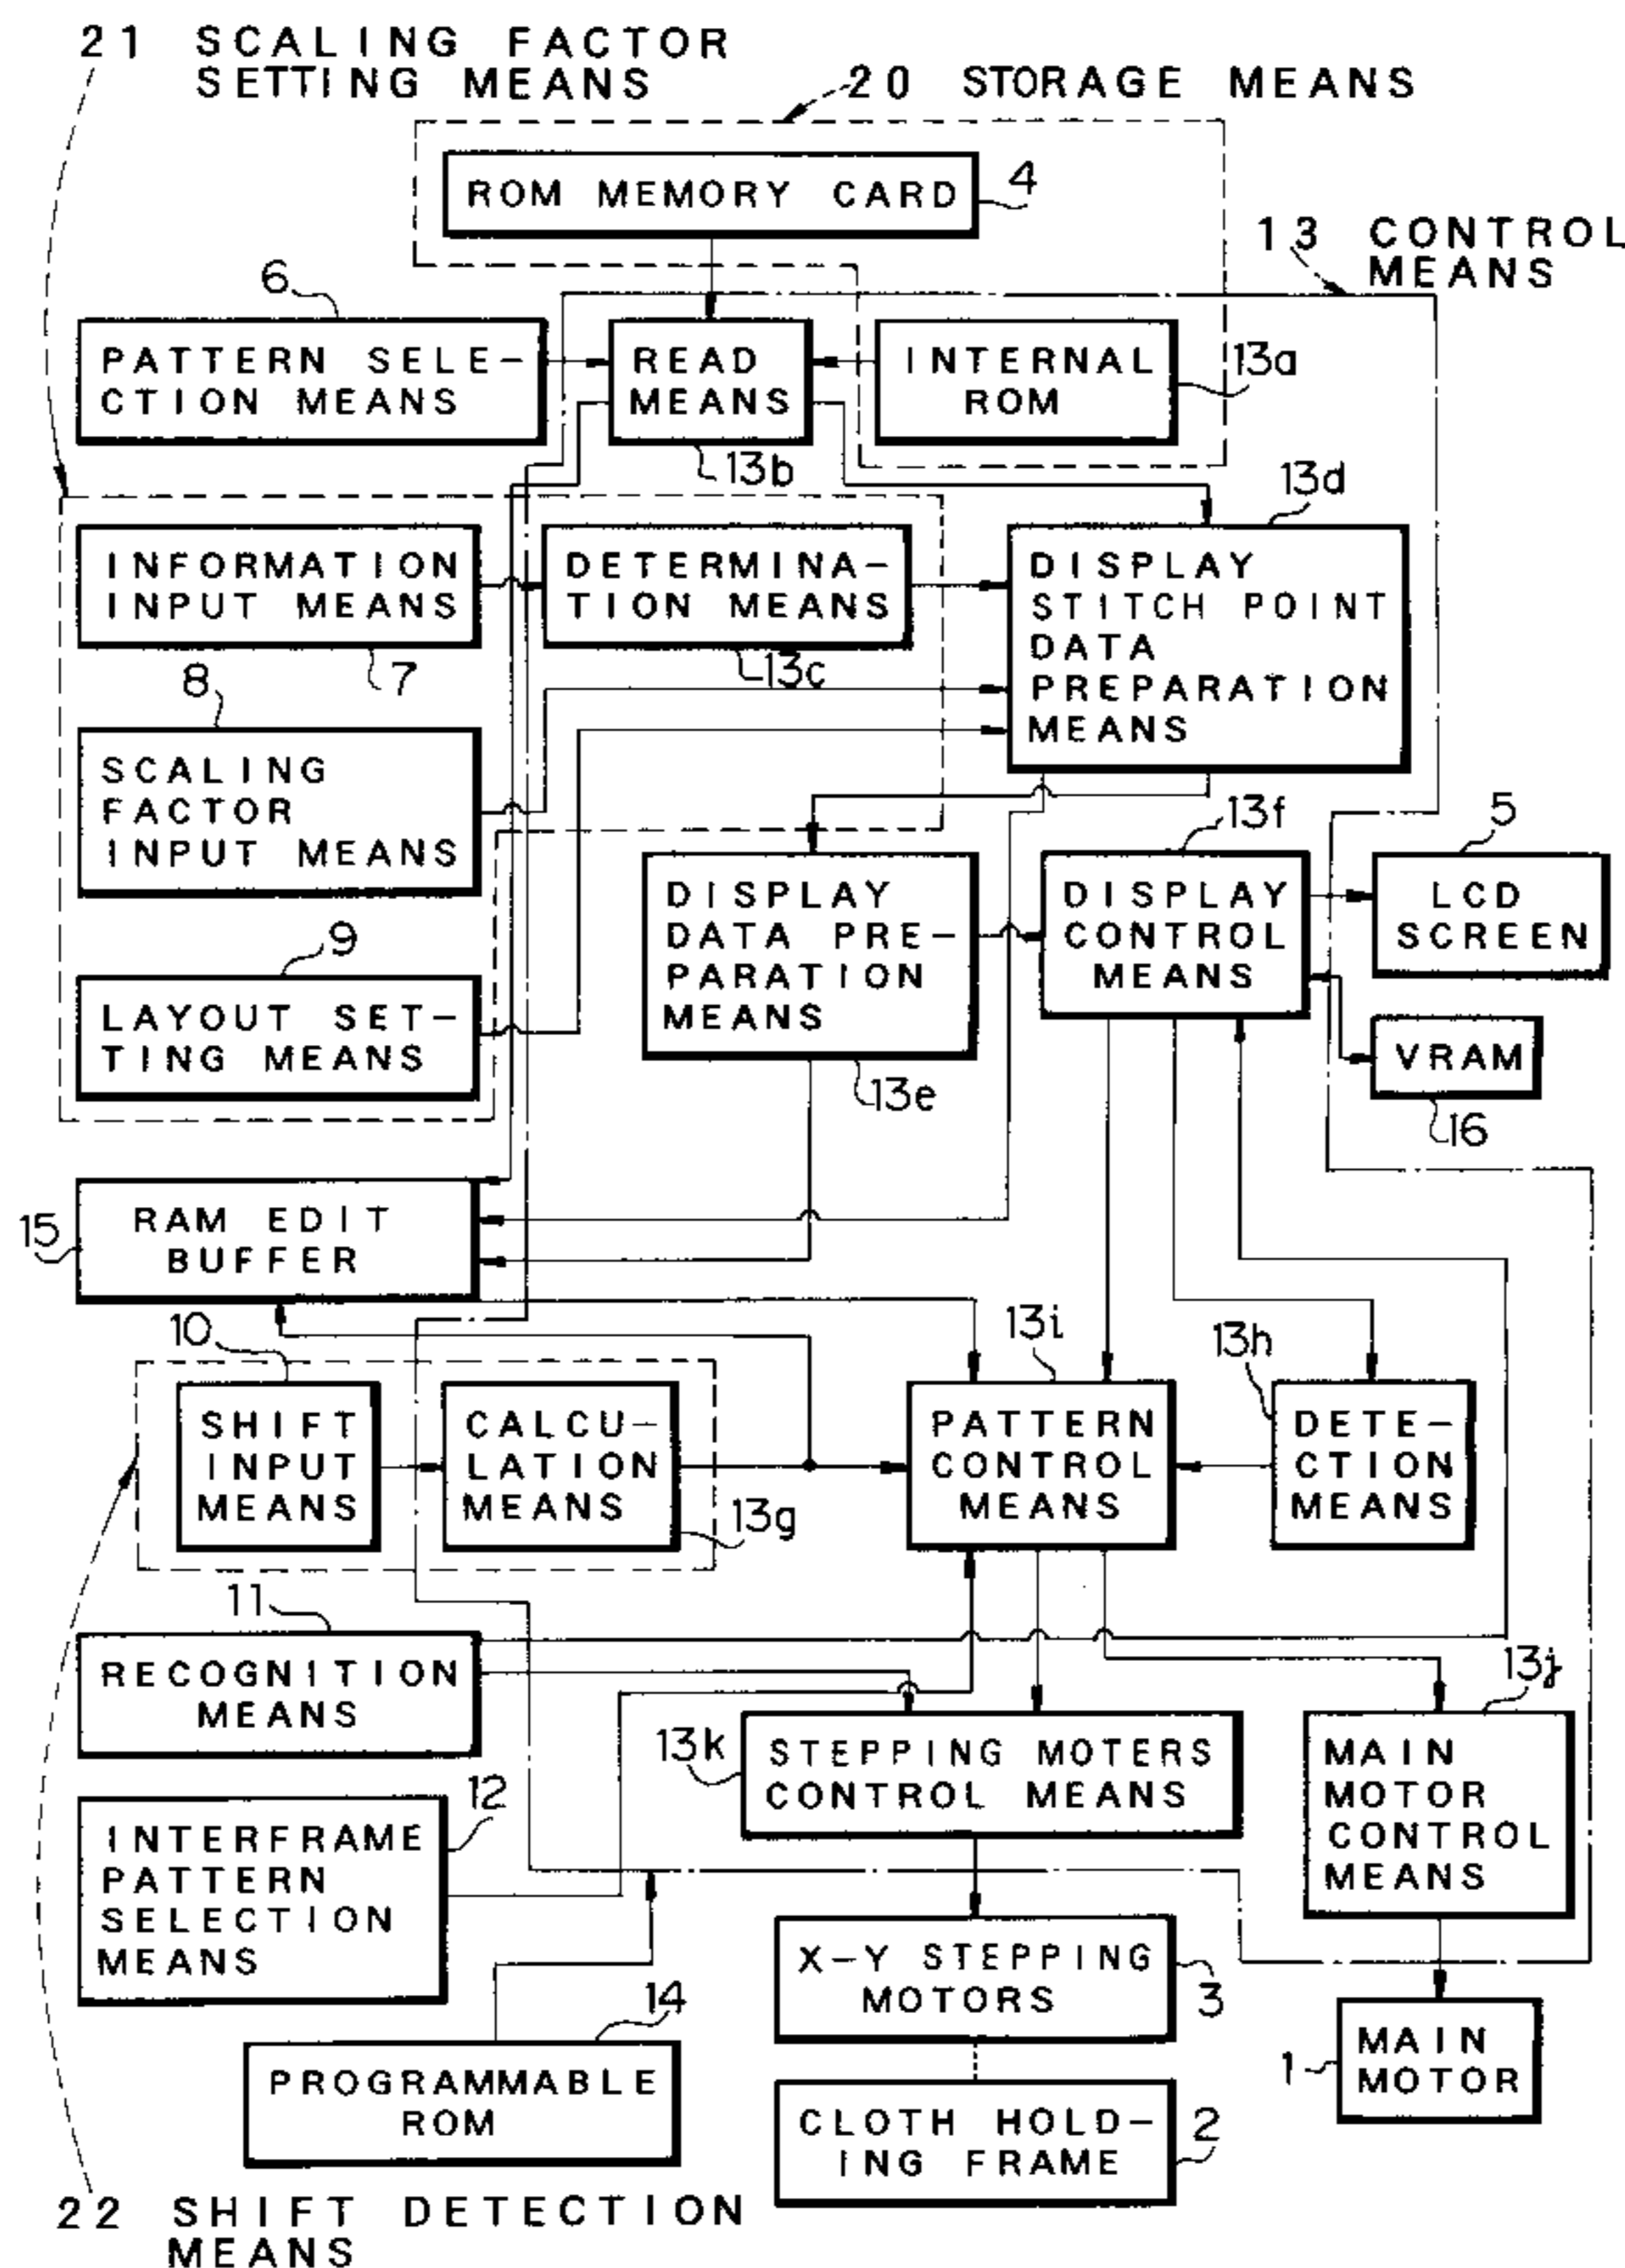 21 SCALING FACTOR
SETTING MEANS
20 STORAGE MEANS
ROM MEMORY CARD
4
13 CONTROL
MEANS
6
PATTERN SELE-
CTION MEANS
READ
MEANS
13b
INTERNAL
ROM
13a
INFORMATION
INPUT MEANS
7
DETERMINA-
TION MEANS
13c
13d
DISPLAY
STITCH POINT
DATA
PREPARATION
MEANS
8
SCALING
FACTOR
INPUT MEANS
9
LAYOUT SET-
TING MEANS
DISPLAY
DATA PRE-
PARATION
MEANS
13e
13f
DISPLAY
CONTROL
MEANS
5
LCD
SCREEN
VRAM
16
15
RAM EDIT
BUFFER
10
SHIFT
INPUT
MEANS
CALCU-
LATION
MEANS
13g
13i
PATTERN
CONTROL
MEANS
13h
DETE-
CTION
MEANS
11
RECOGNITION
MEANS
12
INTERFRAME
PATTERN
SELECTION
MEANS
13k
STEPPING MOTERS
CONTROL MEANS
13j
MAIN
MOTOR
CONTROL
MEANS
X-Y STEPPING
MOTORS
3
14
PROGRAMMABLE
ROM
CLOTH HOLD-
ING FRAME
2
1
MAIN
MOTOR
22 SHIFT DETECTION
MEANS